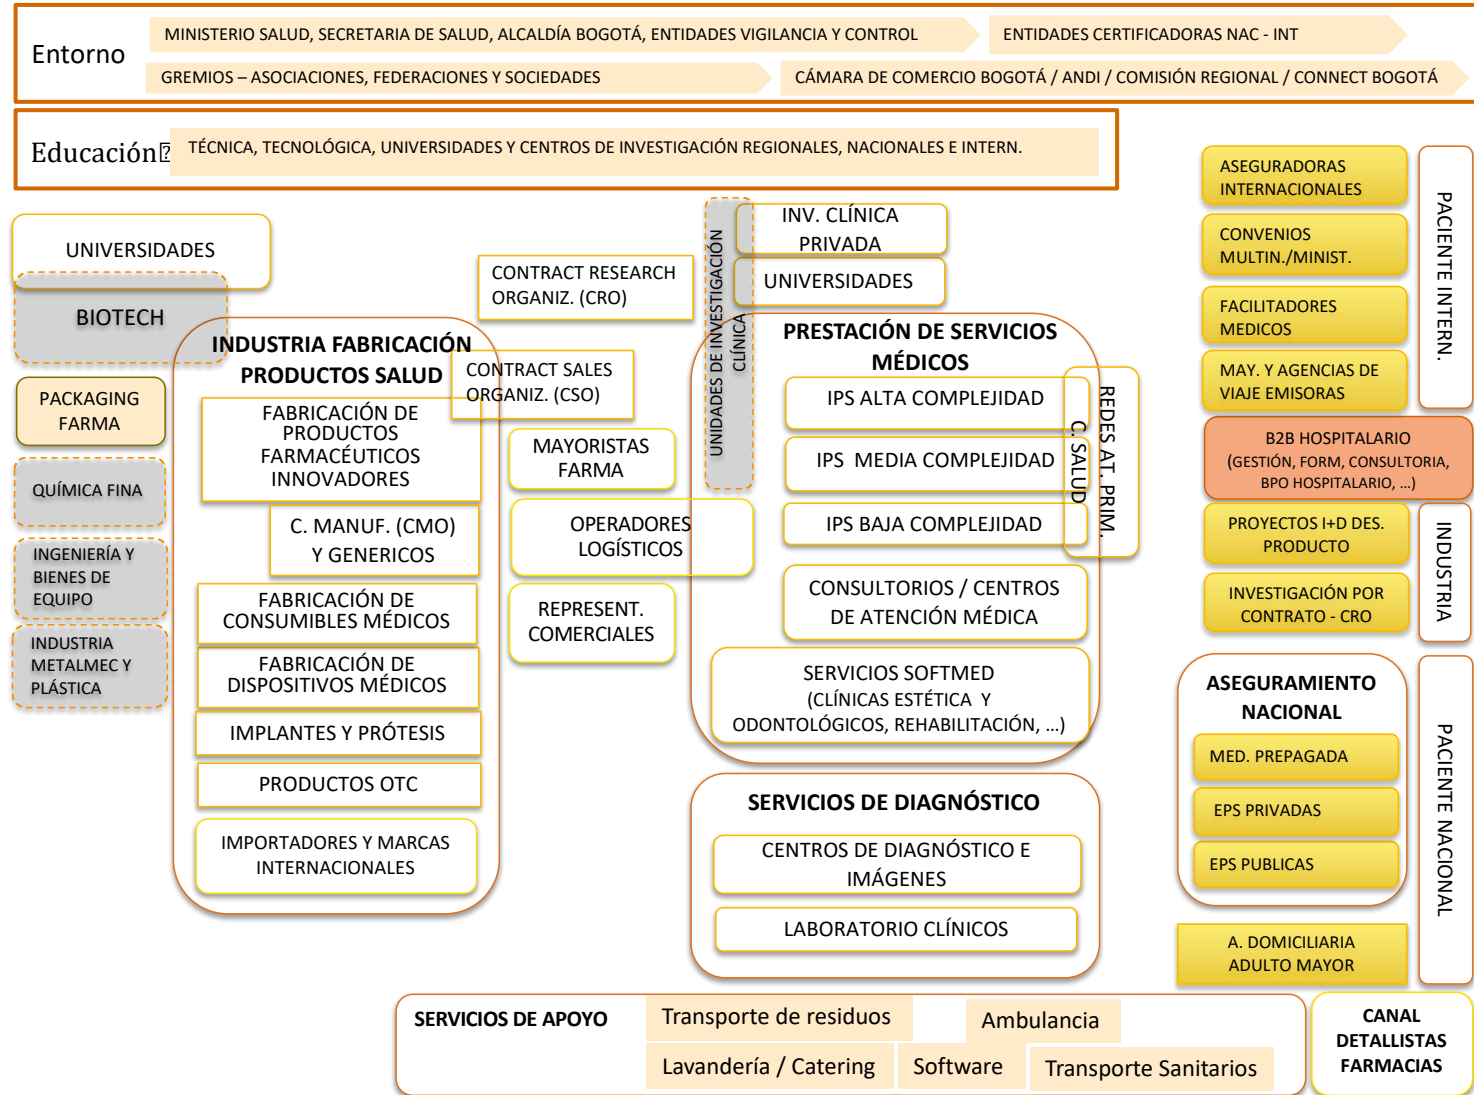 Entorno
MINISTERIO SALUD, SECRETARIA DE SALUD, ALCALDÍA BOGOTÁ, ENTIDADES VIGILANCIA Y CONTROL
ENTIDADES CERTIFICADORAS NAC - INT
GREMIOS – ASOCIACIONES, FEDERACIONES Y SOCIEDADES
CÁMARA DE COMERCIO BOGOTÁ / ANDI / COMISIÓN REGIONAL / CONNECT BOGOTÁ
Educación
TÉCNICA, TECNOLÓGICA, UNIVERSIDADES Y CENTROS DE INVESTIGACIÓN REGIONALES, NACIONALES E INTERN.
UNIVERSIDADES
BIOTECH
PACKAGING
FARMA
QUÍMICA FINA
INGENIERÍA Y
BIENES DE
EQUIPO
INDUSTRIA
METALMEC Y
PLÁSTICA
INDUSTRIA FABRICACIÓN
PRODUCTOS SALUD
FABRICACIÓN DE
PRODUCTOS
FARMACÉUTICOS
INNOVADORES
C. MANUF. (CMO)
Y GENERICOS
FABRICACIÓN DE
CONSUMIBLES MÉDICOS
FABRICACIÓN DE
DISPOSITIVOS MÉDICOS
IMPLANTES Y PRÓTESIS
PRODUCTOS OTC
IMPORTADORES Y MARCAS
INTERNACIONALES
CONTRACT RESEARCH
ORGANIZ. (CRO)
CONTRACT SALES
ORGANIZ. (CSO)
MAYORISTAS
FARMA
OPERADORES
LOGÍSTICOS
REPRESENT.
COMERCIALES
UNIDADES DE INVESTIGACIÓN
CLÍNICA
INV. CLÍNICA
PRIVADA
UNIVERSIDADES
PRESTACIÓN DE SERVICIOS
MÉDICOS
IPS ALTA COMPLEJIDAD
IPS MEDIA COMPLEJIDAD
IPS BAJA COMPLEJIDAD
REDES AT. PRIM.
C. SALUD
CONSULTORIOS / CENTROS
DE ATENCIÓN MÉDICA
SERVICIOS SOFTMED
(CLÍNICAS ESTÉTICA Y
ODONTOLÓGICOS, REHABILITACIÓN, ...)
SERVICIOS DE DIAGNÓSTICO
CENTROS DE DIAGNÓSTICO E
IMÁGENES
LABORATORIO CLÍNICOS
ASEGURADORAS
INTERNACIONALES
CONVENIOS
MULTIN./MINIST.
FACILITADORES
MEDICOS
MAY. Y AGENCIAS DE
VIAJE EMISORAS
PACIENTE INTERN.
B2B HOSPITALARIO
(GESTIÓN, FORM, CONSULTORIA,
BPO HOSPITALARIO, ...)
PROYECTOS I+D DES.
PRODUCTO
INVESTIGACIÓN POR
CONTRATO - CRO
INDUSTRIA
ASEGURAMIENTO
NACIONAL
MED. PREPAGADA
EPS PRIVADAS
EPS PUBLICAS
A. DOMICILIARIA
ADULTO MAYOR
PACIENTE NACIONAL
SERVICIOS DE APOYO
Transporte de residuos
Ambulancia
Lavandería / Catering
Software
Transporte Sanitarios
CANAL
DETALLISTAS
FARMACIAS